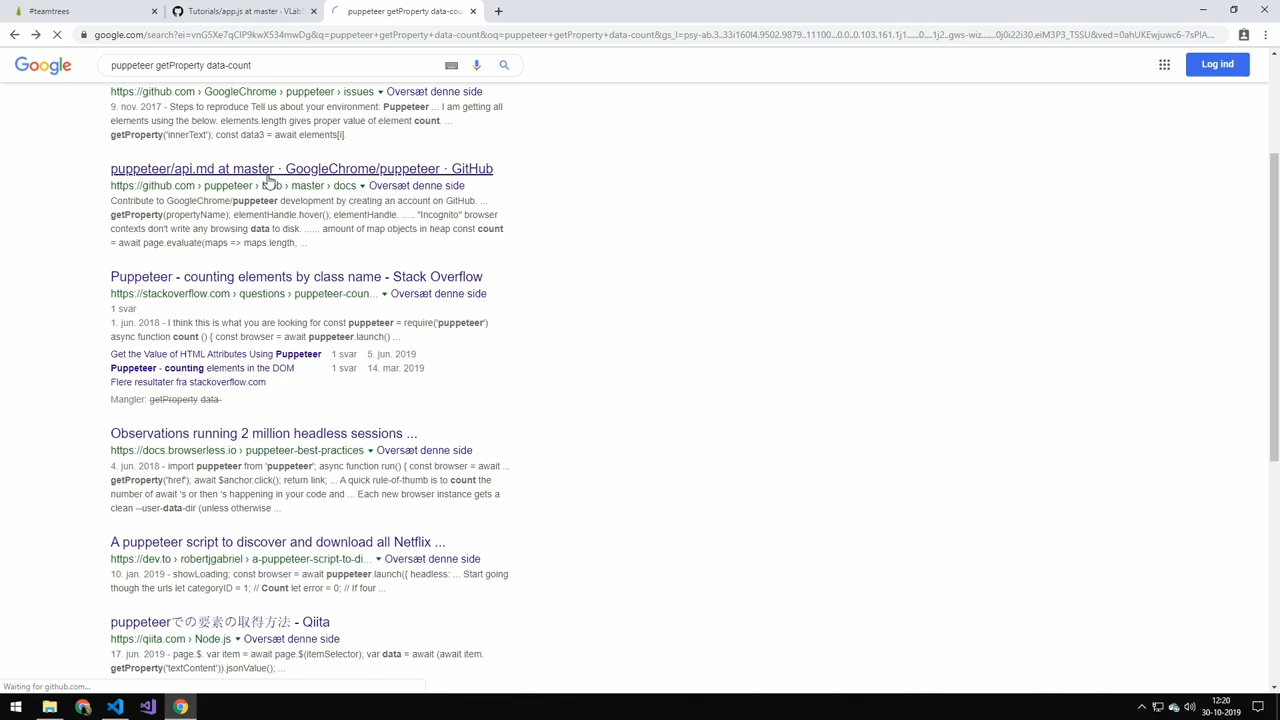 #teamtrees
Tutorials/app.js at master · VLabS
puppeteer getProperty data-cou
google.com/search?ei=vnG5Xe7qCIP9kwX534mwDg&q=puppeteer+getProperty+data-count&oq=puppeteer+getProperty+data-count&gs_l=psy-ab.3..33i160l4.9502.9879..11100...0.0..0.103.161.1j1......0....1j2..gws-wiz.......0j0i22i30.eiM3P3_TSSU&ved=0ahUKEwjuwc6-7sPlA...
Google
puppeteer getProperty data-count
Log ind
https://github.com › GoogleChrome › puppeteer › issues ▾ Oversæt denne side
9. nov. 2017 - Steps to reproduce Tell us about your environment: Puppeteer ... I am getting all
elements using the below. elements.length gives proper value of element count. ...
getProperty('innerText'); const data3 = await elements[i].
puppeteer/api.md at master · GoogleChrome/puppeteer · GitHub
https://github.com › puppeteer › blob › master › docs ▾ Oversæt denne side
Contribute to GoogleChrome/puppeteer development by creating an account on GitHub. ...
getProperty(propertyName); elementHandle.hover(); elementHandle. ..... "Incognito" browser
contexts don't write any browsing data to disk. ...... amount of map objects in heap const count
= await page.evaluate(maps => maps.length, ...
Puppeteer - counting elements by class name - Stack Overflow
https://stackoverflow.com › questions › puppeteer-coun... ▾ Oversæt denne side
1 svar
1. jun. 2018 - I think this is what you are looking for const puppeteer = require('puppeteer')
async function count () { const browser = await puppeteer.launch() ...
Get the Value of HTML Attributes Using Puppeteer 1 svar 5. jun. 2019
Puppeteer - counting elements in the DOM 1 svar 14. mar. 2019
Flere resultater fra stackoverflow.com
Mangler: getProperty data-
Observations running 2 million headless sessions ...
https://docs.browserless.io › puppeteer-best-practices ▾ Oversæt denne side
4. jun. 2018 - import puppeteer from 'puppeteer'; async function run() { const browser = await ...
getProperty('href'); await $anchor.click(); return link; ... A quick rule-of-thumb is to count the
number of await 's or then 's happening in your code and ... Each new browser instance gets a
clean --user-data-dir (unless otherwise ...
A puppeteer script to discover and download all Netflix ...
https://dev.to › robertjgabriel › a-puppeteer-script-to-di... ▾ Oversæt denne side
10. jan. 2019 - showLoading; const browser = await puppeteer.launch({ headless: ... Start going
though the urls let categoryID = 1; // Count let error = 0; // If four ...
puppeteerでの要素の取得方法 - Qiita
https://qiita.com › Node.js ▾ Oversæt denne side
17. jun. 2019 - page.$. var item = await page.$(itemSelector); var data = await (await item.
getProperty('textContent')).jsonValue(); ...
Waiting for github.com...
12:20
30-10-2019